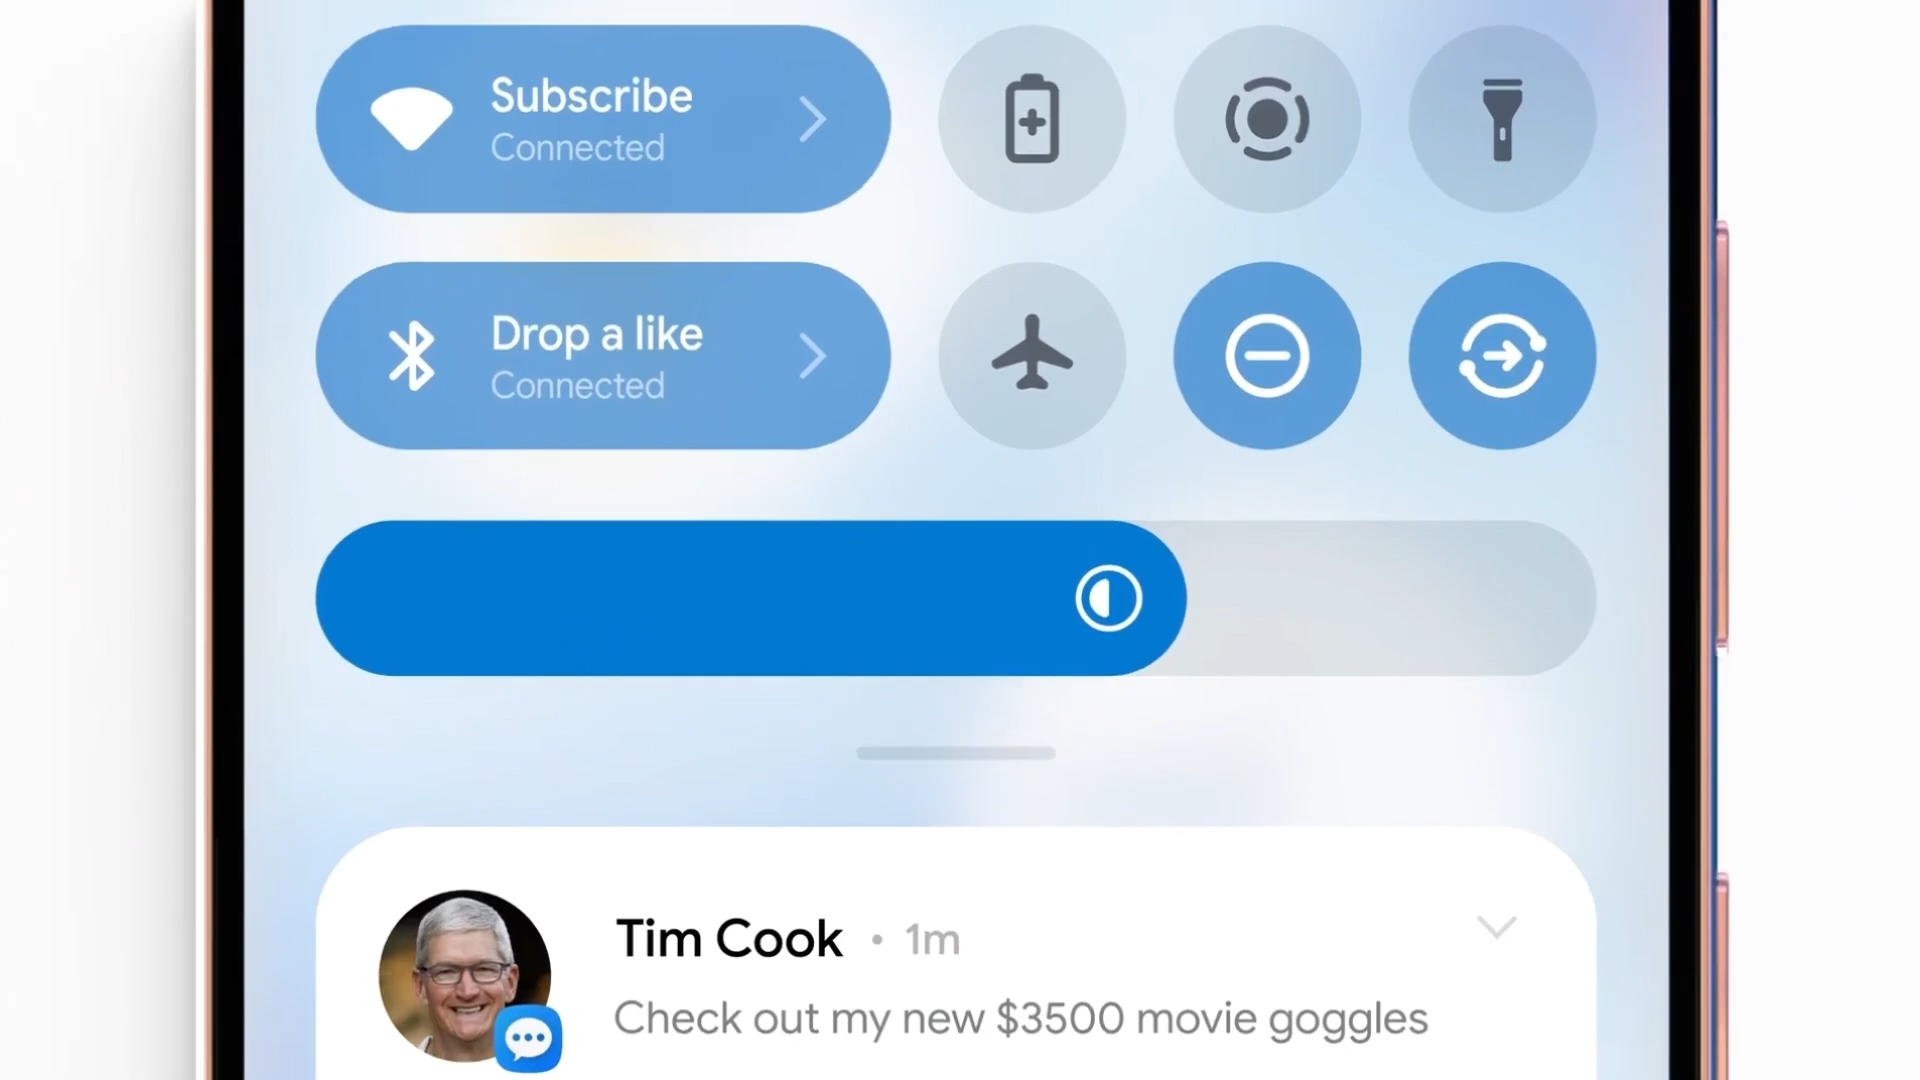 Subscribe
Connected
Drop a like
Connected
Tim Cook • 1m
Check out my new $3500 movie goggles